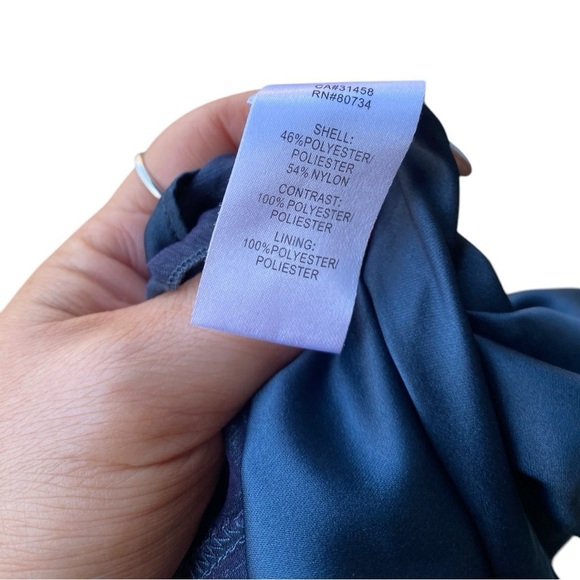 CA#31458
RN#80734
SHELL:
46%POLYESTER/
POLIESTER
54% NYLON
CONTRAST:
100% POLYESTER/
POLIESTER
LINING:
100%POLYESTER/
POLIESTER